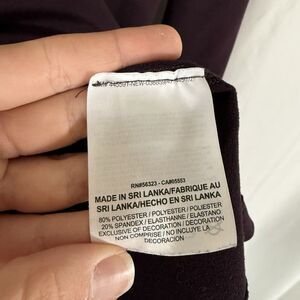 RN#56323 - CA#05553
MADE IN SRI LANKA/FABRIQUE AU
SRI LANKA/HECHO EN SRI LANKA
80% POLYESTER / POLYESTER / POLIESTER
20% SPANDEX / ELASTHANNE / ELASTANO
EXCLUSIVE OF DECORATION / DECORATION
NON COMPRISE / NO INCLUYE LA
DECORACION